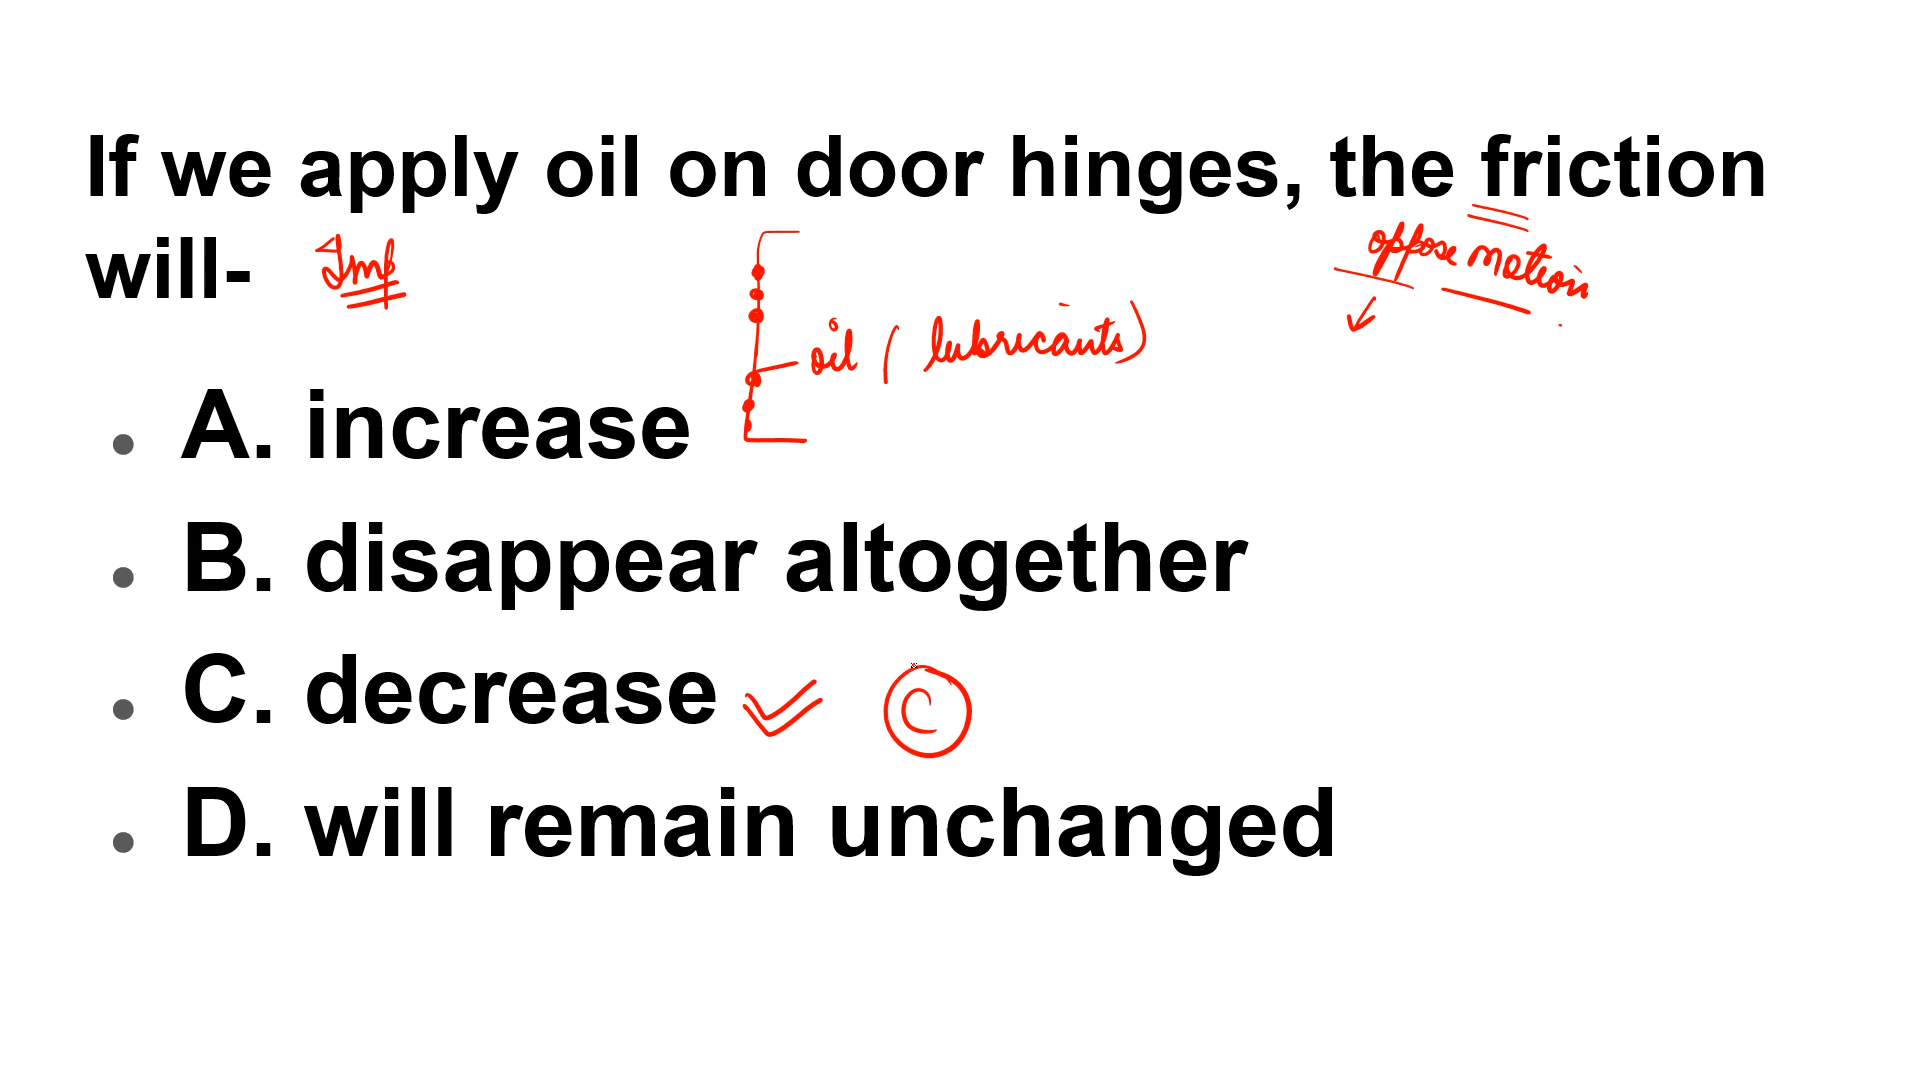 If we apply oil on door hinges, the friction
will-
Imp
oppose motion
oil (lubricants)
• A. increase
• B. disappear altogether
• C. decrease
C
• D. will remain unchanged